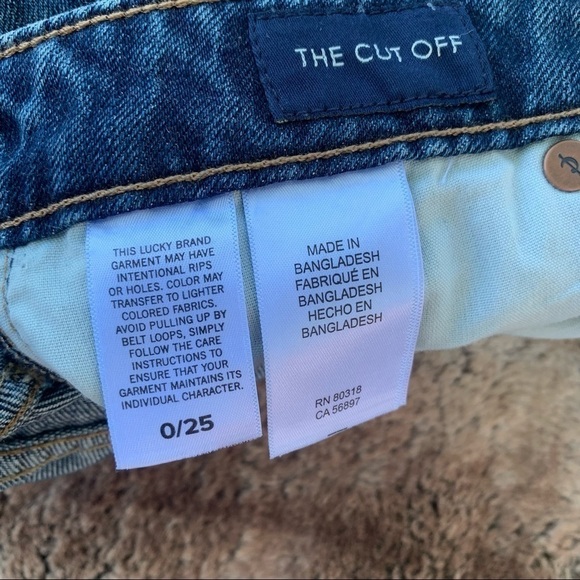 THE CUT OFF
THIS LUCKY BRAND
GARMENT MAY HAVE
INTENTIONAL RIPS
OR HOLES. COLOR MAY
TRANSFER TO LIGHTER
COLORED FABRICS.
AVOID PULLING UP BY
BELT LOOPS, SIMPLY
FOLLOW THE CARE
INSTRUCTIONS TO
ENSURE THAT YOUR
GARMENT MAINTAINS ITS
INDIVIDUAL CHARACTER.
0/25
MADE IN
BANGLADESH
FABRIQUÉ EN
BANGLADESH
HECHO EN
BANGLADESH
RN 80318
CA 56897